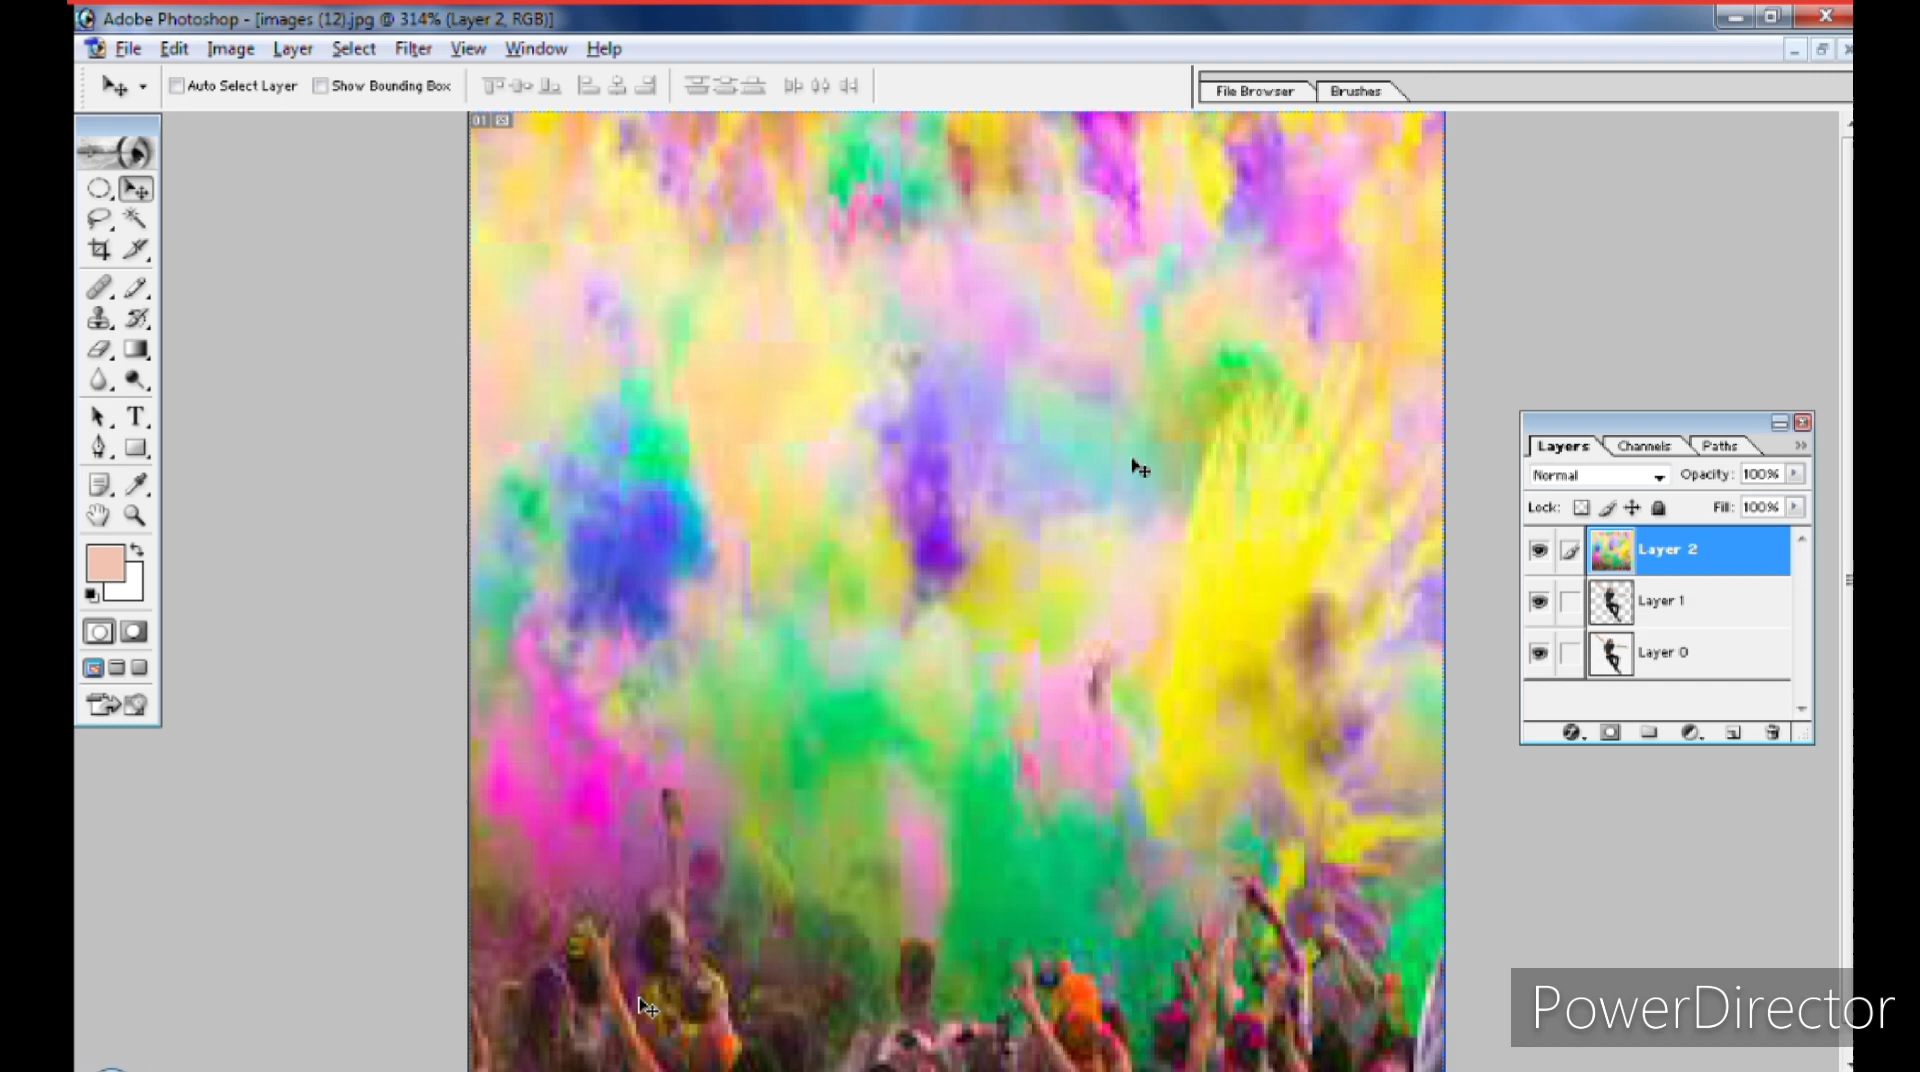 Adobe Photoshop - [images (12).jpg @ 314% (Layer 2, RGB)]
File Edit Image Layer Select Filter View Window Help
Auto Select Layer Show Bounding Box
File Browser Brushes
01
T
Layers Channels Paths
Normal Opacity: 100%
Lock: Fill: 100%
Layer 2
Layer 1
Layer 0
PowerDirector